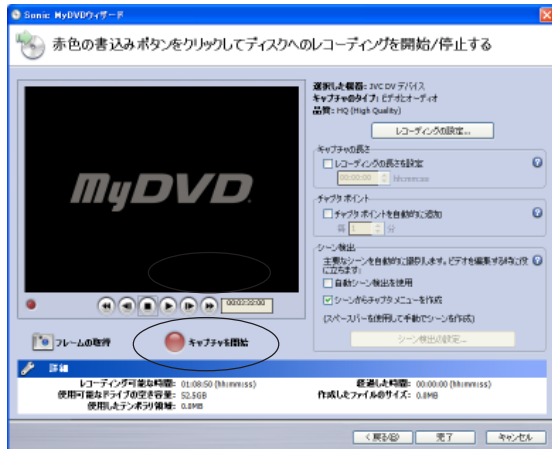 Sonic MyDVDウィザード
赤色の書込みボタンをクリックしてディスクへのレコーディングを開始/停止する
選択した機器: JVC DV デバイス
キャプチャのタイプ: ビデオとオーディオ
品質: HQ (High Quality)
レコーディングの設定...
キャプチャの長さ
レコーディングの長さを設定
00:00:00 hh:mm:ss
チャプタ ポイント
チャプタ ポイントを自動的に追加
毎 1 分
シーン検出
主要なシーンを自動的に識別します。ビデオを編集する時に役
に立ちます:
自動シーン検出を使用
シーンからチャプタ メニューを作成
(スペースバーを使用して手動でシーンを作成)
シーン検出の設定...
MyDVD
フレームの取得
キャプチャを開始
詳細
レコーディング可能な時間: 01:08:50 (hh:mm:ss)
使用可能なドライブの空き容量: 52.5GB
使用したテンポラリ領域: 0.0MB
経過した時間: 00:00:00 (hh:mm:ss)
作成したファイルのサイズ: 0.0MB
< 戻る(B)
完了
キャンセル